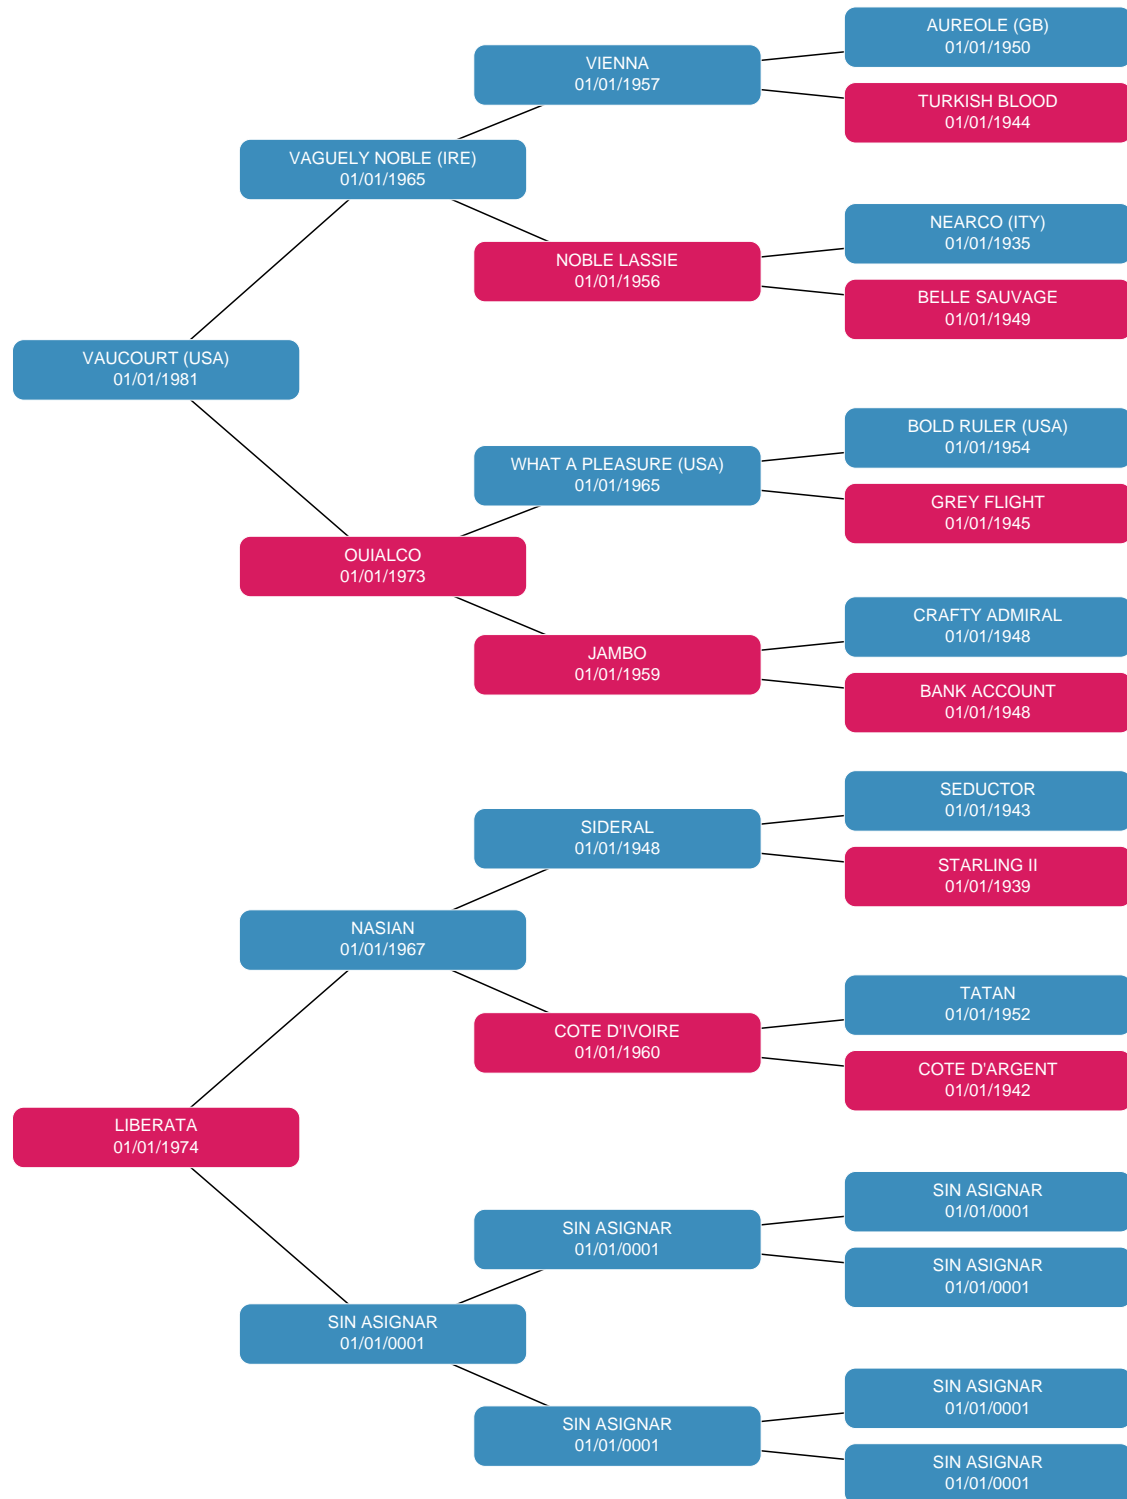 AUREOLE (GB)
01/01/1950
VIENNA
01/01/1957
TURKISH BLOOD
01/01/1944
VAGUELY NOBLE (IRE)
01/01/1965
NEARCO (ITY)
01/01/1935
NOBLE LASSIE
01/01/1956
BELLE SAUVAGE
01/01/1949
VAUCOURT (USA)
01/01/1981
BOLD RULER (USA)
01/01/1954
WHAT A PLEASURE (USA)
01/01/1965
GREY FLIGHT
01/01/1945
OUIALCO
01/01/1973
CRAFTY ADMIRAL
01/01/1948
JAMBO
01/01/1959
BANK ACCOUNT
01/01/1948
SEDUCTOR
01/01/1943
SIDERAL
01/01/1948
STARLING II
01/01/1939
NASIAN
01/01/1967
TATAN
01/01/1952
COTE D'IVOIRE
01/01/1960
COTE D'ARGENT
01/01/1942
LIBERATA
01/01/1974
SIN ASIGNAR
01/01/0001
SIN ASIGNAR
01/01/0001
SIN ASIGNAR
01/01/0001
SIN ASIGNAR
01/01/0001
SIN ASIGNAR
01/01/0001
SIN ASIGNAR
01/01/0001
SIN ASIGNAR
01/01/0001